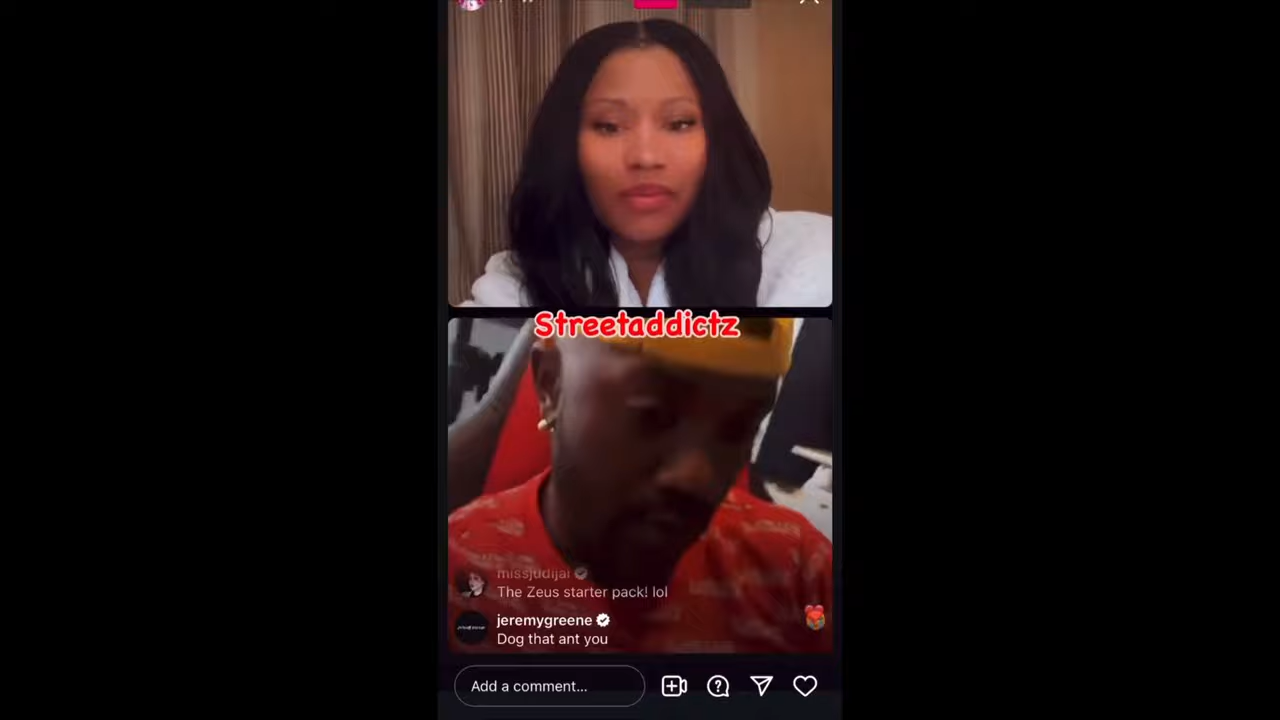 Streetaddictz
missjudijai
The Zeus starter pack! lol
jeremygreene
Dog that ant you
Add a comment...